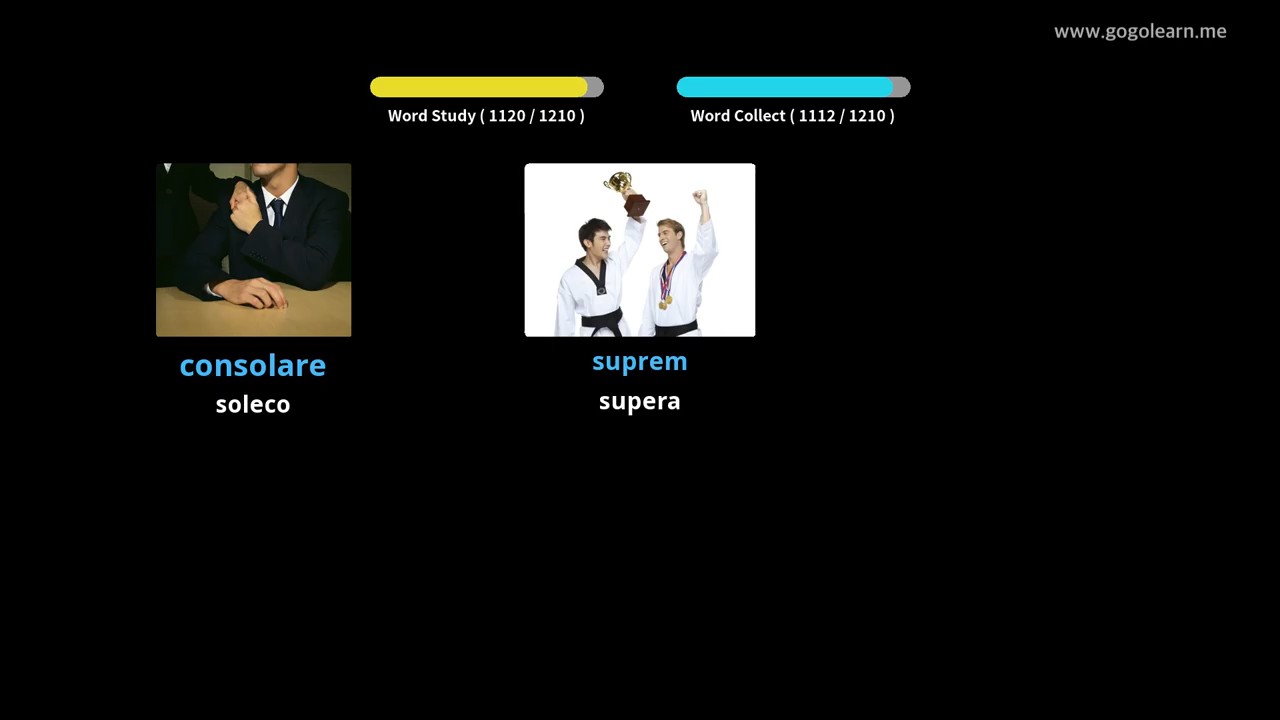 www.gogolearn.me
Word Study ( 1120 / 1210 )
Word Collect ( 1112 / 1210 )
consolare
soleco
suprem
supera